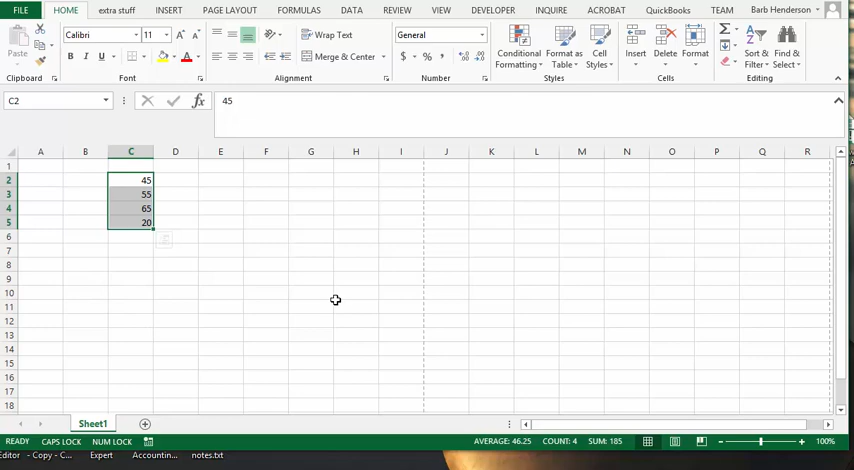 FILE HOME extra stuff INSERT PAGE LAYOUT FORMULAS DATA REVIEW VIEW DEVELOPER INQUIRE ACROBAT QuickBooks TEAM Barb Henderson
Paste
Calibri 11 A A Wrap Text General
B I U A Merge & Center $ % ,
Conditional Formatting Format as Table Cell Styles Insert Delete Format Sort & Filter Find & Select
Clipboard Font Alignment Number Styles Cells Editing
C2 fx 45
A B C D E F G H I J K L M N O P Q R
1
2 45
3 55
4 65
5 20
6
7
8
9
10
11
12
13
14
15
16
17
18
Sheet1
READY CAPS LOCK NUM LOCK AVERAGE: 46.25 COUNT: 4 SUM: 185 100%
Editor - Copy - C... Expert Accountin... notes.txt